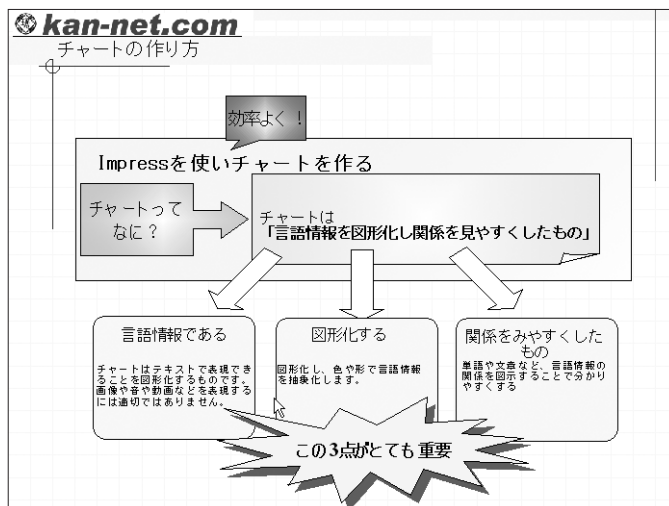 kan-net.com
チャートの作り方
効率よく！
Impressを使いチャートを作る
チャートって
なに？
チャートは
「言語情報を図形化し関係を見やすくしたもの」
言語情報である
チャートはテキストで表現でき
ることを図形化するものです。
画像や音や動画などを表現する
には適切ではありません。
図形化する
図形化し、色や形で言語情報
を抽象化します。
関係をみやすくした
もの
単語や文章など、言語情報の
関係を図示することで分かり
やすくする
この3点がとても重要